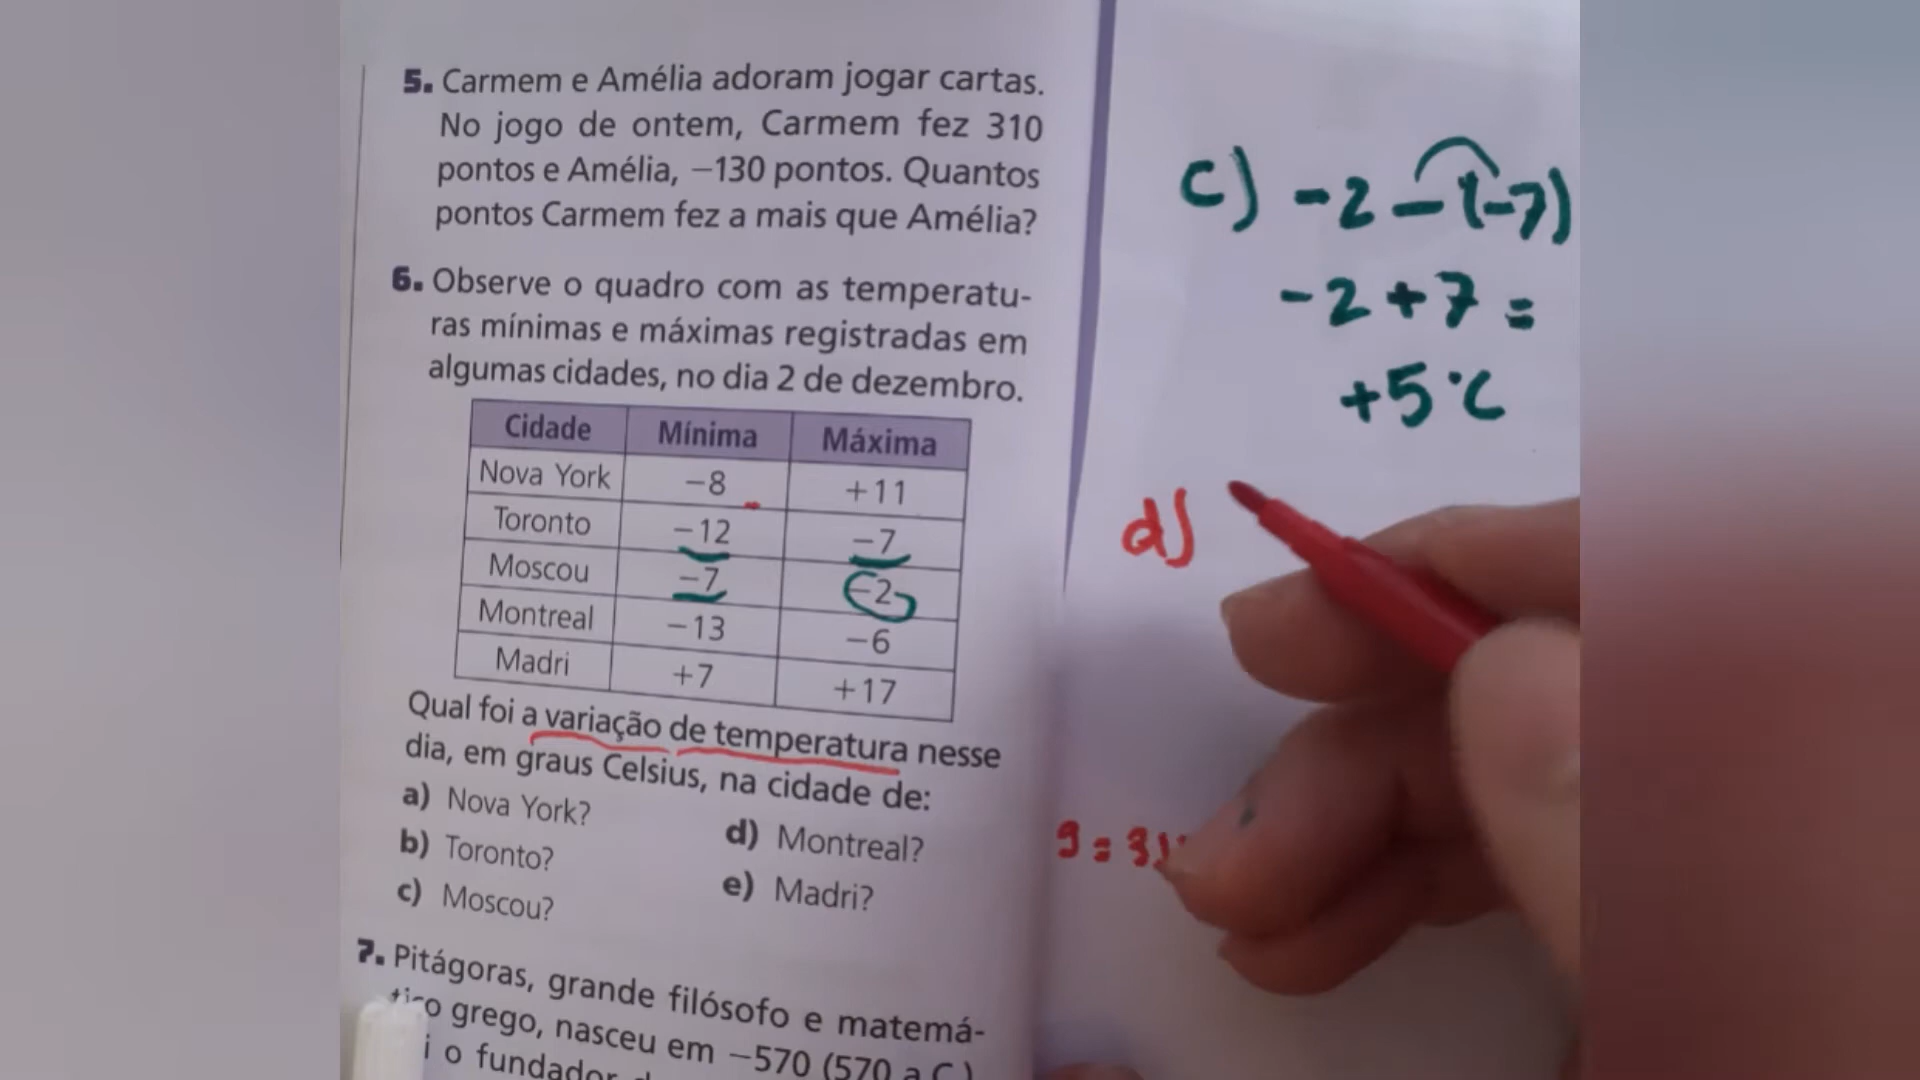 5. Carmem e Amélia adoram jogar cartas.
No jogo de ontem, Carmem fez 310
pontos e Amélia, −130 pontos. Quantos
pontos Carmem fez a mais que Amélia?
6. Observe o quadro com as temperatu-
ras mínimas e máximas registradas em
algumas cidades, no dia 2 de dezembro.
Cidade Mínima Máxima
Nova York −8 +11
Toronto −12 −7
Moscou −7 −2
Montreal −13 −6
Madri +7 +17
Qual foi a variação de temperatura nesse
dia, em graus Celsius, na cidade de:
a) Nova York?
b) Toronto?
c) Moscou?
d) Montreal?
e) Madri?
7. Pitágoras, grande filósofo e matemá-
grego, nasceu em −570 (570 a.C.)
o fundador
c) -2 - (-7)
-2 + 7 =
+5°C
d)
9 =